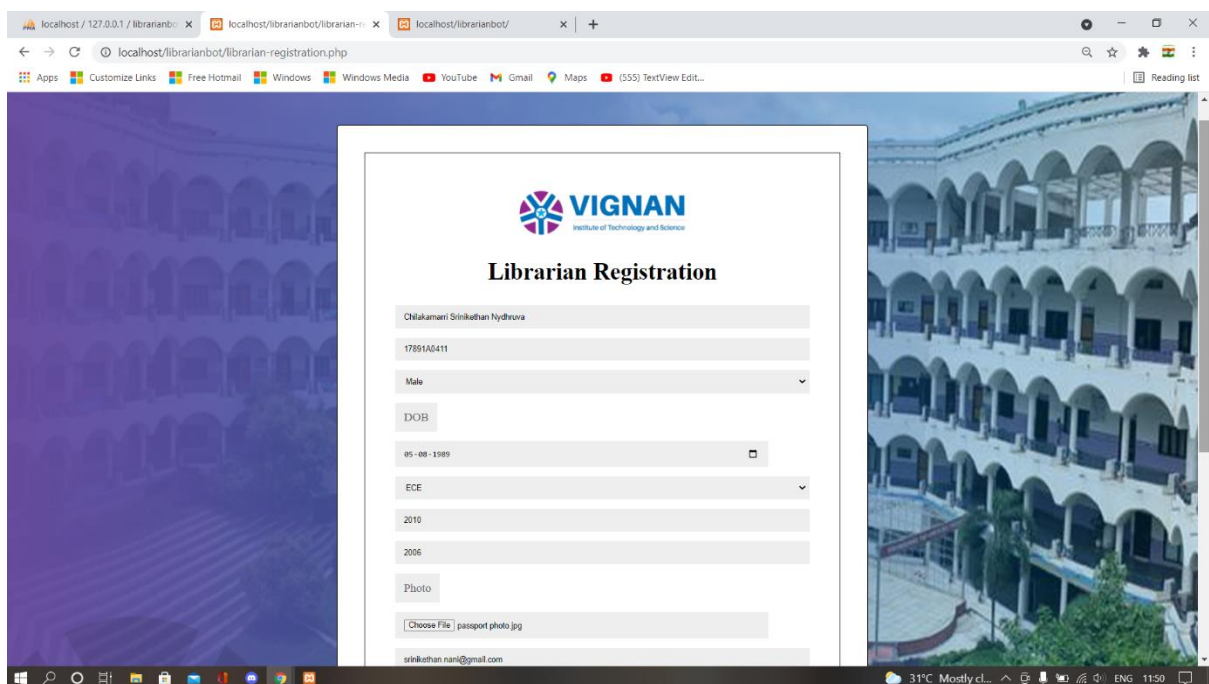 localhost / 127.0.0.1 / librarianbo
localhost/librarianbot/librarian-re
localhost/librarianbot/
localhost/librarianbot/librarian-registration.php
Apps Customize Links Free Hotmail Windows Windows Media YouTube Gmail Maps (555) TextView Edit... Reading list
VIGNAN
Institute of Technology and Science
Librarian Registration
Chilakamarri Srinikethan Nydhruva
17891A0411
Male
DOB
05-08-1989
ECE
2010
2006
Photo
Choose File passport photo.jpg
srinikethan.nani@gmail.com
31°C Mostly cl... ENG 11:50